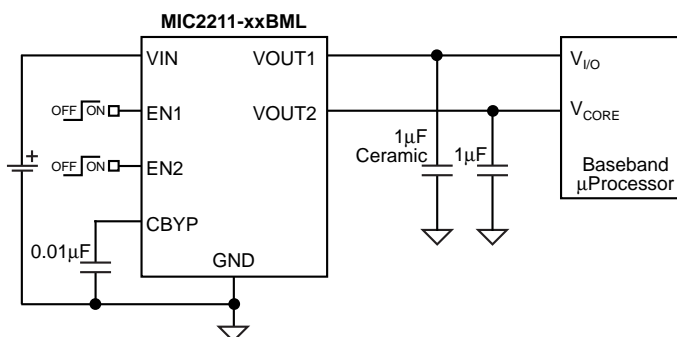 MIC2211-xxBML
VIN
VOUT1
V_I/O
OFF ON
EN1
VOUT2
V_CORE
1µF
Ceramic
1µF
OFF ON
EN2
+
Baseband
µProcessor
CBYP
0.01µF
GND